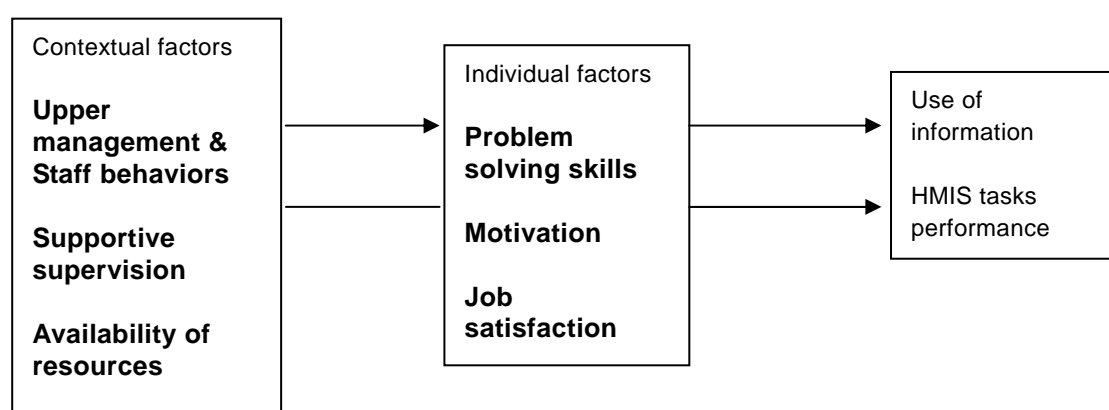 Contextual factors
Upper
management &
Staff behaviors
Supportive
supervision
Availability of
resources
Individual factors
Problem
solving skills
Motivation
Job
satisfaction
Use of
information
HMIS tasks
performance